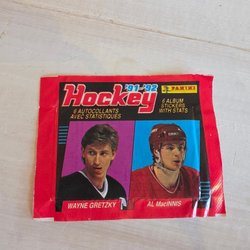 '91-'92
Hockey
PANINI
6 AUTOCOLLANTS
AVEC STATISTIQUES
6 ALBUM
STICKERS
WITH STATS
WAYNE GRETZKY
AL MacINNIS